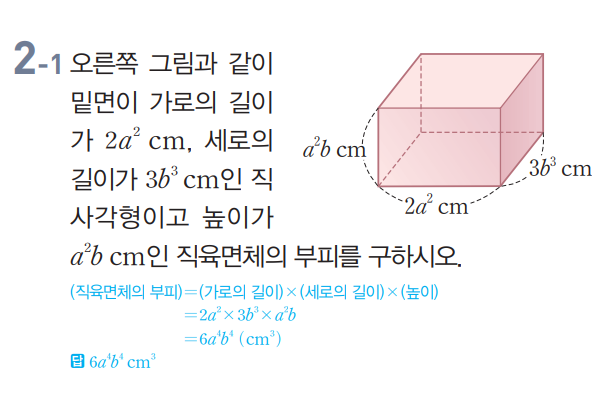 2-1 오른쪽 그림과 같이
밑면이 가로의 길이
가 2a² cm, 세로의
길이가 3b³ cm인 직
사각형이고 높이가
a²b cm인 직육면체의 부피를 구하시오.
a²b cm
3b³ cm
2a² cm
(직육면체의 부피)=(가로의 길이)×(세로의 길이)×(높이)
=2a²×3b³×a²b
=6a⁴b⁴ (cm³)
답 6a⁴b⁴ cm³